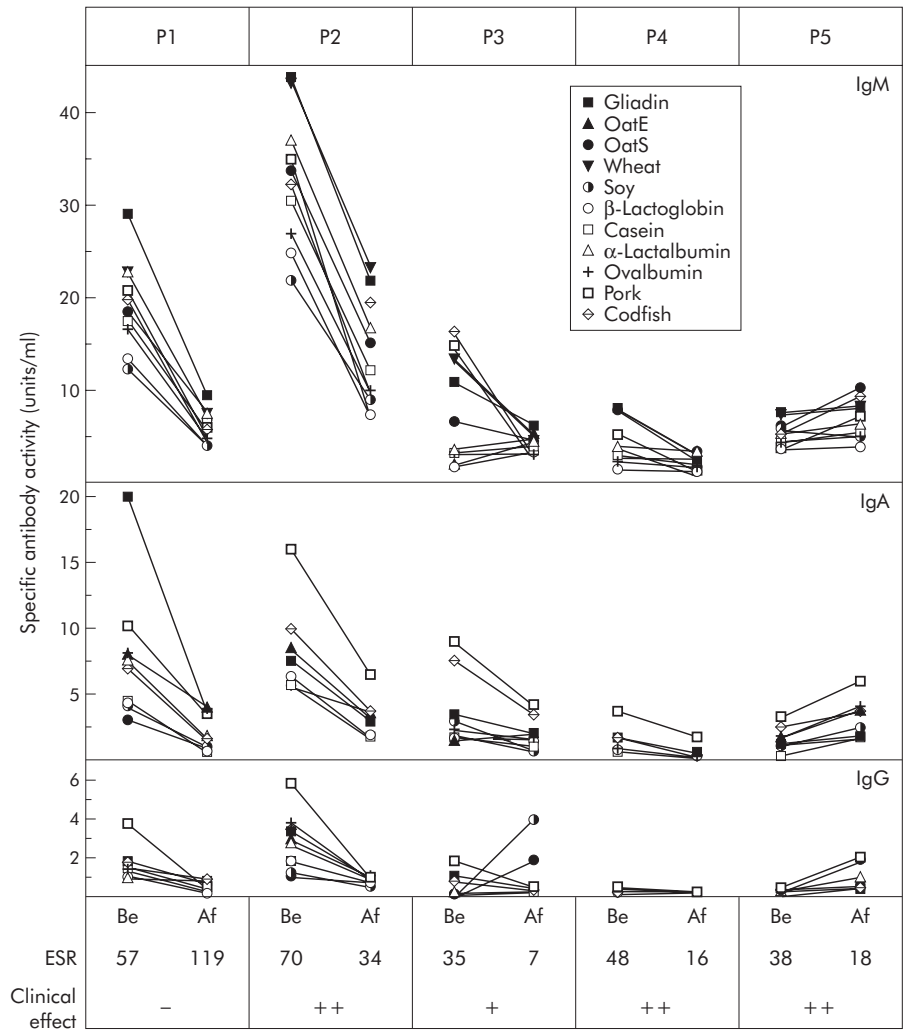 P1 P2 P3 P4 P5
IgM
Gliadin
OatE
OatS
Wheat
Soy
β-Lactoglobin
Casein
α-Lactalbumin
Ovalbumin
Pork
Codfish
40
30
20
10
Specific antibody activity (units/ml)
IgA
20
15
10
5
IgG
6
4
2
Be Af Be Af Be Af Be Af Be Af
ESR 57 119 70 34 35 7 48 16 38 18
Clinical
effect – ++ + ++ ++